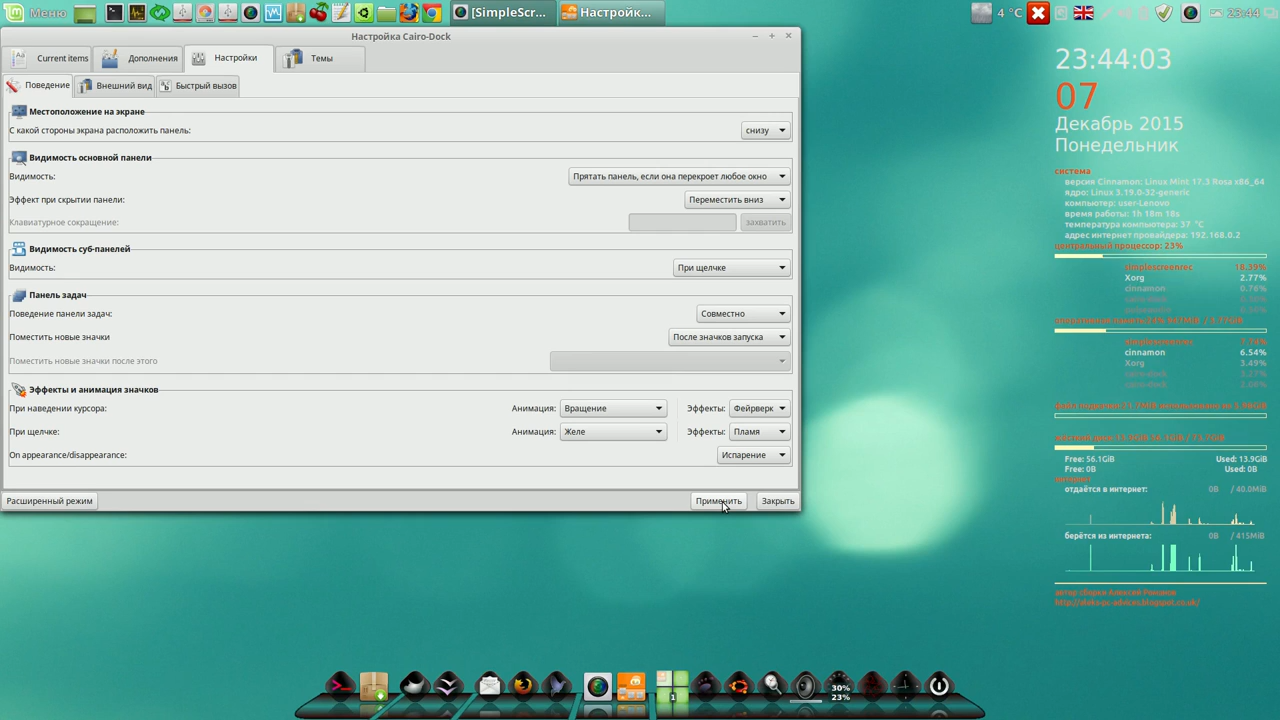 Меню
[SimpleScr...
Настройк...
4 °C
23:44
Настройка Cairo-Dock
Current items
Дополнения
Настройки
Темы
Поведение
Внешний вид
Быстрый вызов
Местоположение на экране
С какой стороны экрана расположить панель:
снизу
Видимость основной панели
Видимость:
Прятать панель, если она перекроет любое окно
Эффект при скрытии панели:
Переместить вниз
Клавиатурное сокращение:
захватить
Видимость суб-панелей
Видимость:
При щелчке
Панель задач
Поведение панели задач:
Совместно
Поместить новые значки
После значков запуска
Поместить новые значки после этого
Эффекты и анимация значков
При наведении курсора:
Анимация:
Вращение
Эффекты:
Фейрверк
При щелчке:
Анимация:
Желе
Эффекты:
Пламя
On appearance/disappearance:
Испарение
Расширенный режим
Применить
Закрыть
23:44:03
07
Декабрь 2015
Понедельник
система
версия Cinnamon: Linux Mint 17.3 Rosa x86_64
ядро: Linux 3.19.0-32-generic
компьютер: user-Lenovo
время работы: 1h 18m 18s
температура компьютера: 37 °C
адрес интернет провайдера: 192.168.0.2
центральный процессор: 23%
simplescreenrec 18.39%
Xorg 2.77%
cinnamon 0.76%
simplescreenrec
cinnamon 6.54%
Xorg 3.49%
Free: 56.1GiB Used: 13.9GiB
Free: 0B Used: 0B
интернет
отдаётся в интернет: 0B / 40.0MiB
берётся из интернета: 0B / 415MiB
автор сборки Алексей Романов
http://aleks-pc-advices.blogspot.co.uk/
1
30%
23%